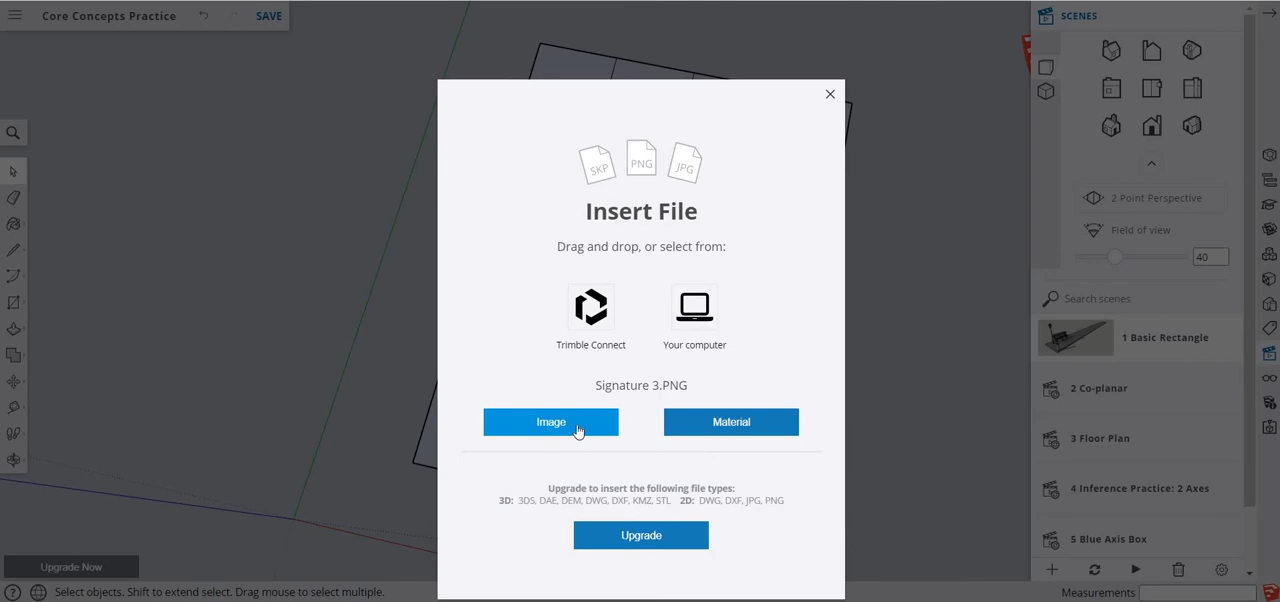 Core Concepts Practice
SAVE
SCENES
SKP
PNG
JPG
Insert File
Drag and drop, or select from:
Trimble Connect
Your computer
Signature 3.PNG
Image
Material
Upgrade to insert the following file types:
3D: 3DS, DAE, DEM, DWG, DXF, KMZ, STL 2D: DWG, DXF, JPG, PNG
Upgrade
2 Point Perspective
Field of view
40
Search scenes
1 Basic Rectangle
2 Co-planar
3 Floor Plan
4 Inference Practice: 2 Axes
5 Blue Axis Box
Upgrade Now
Select objects. Shift to extend select. Drag mouse to select multiple.
Measurements